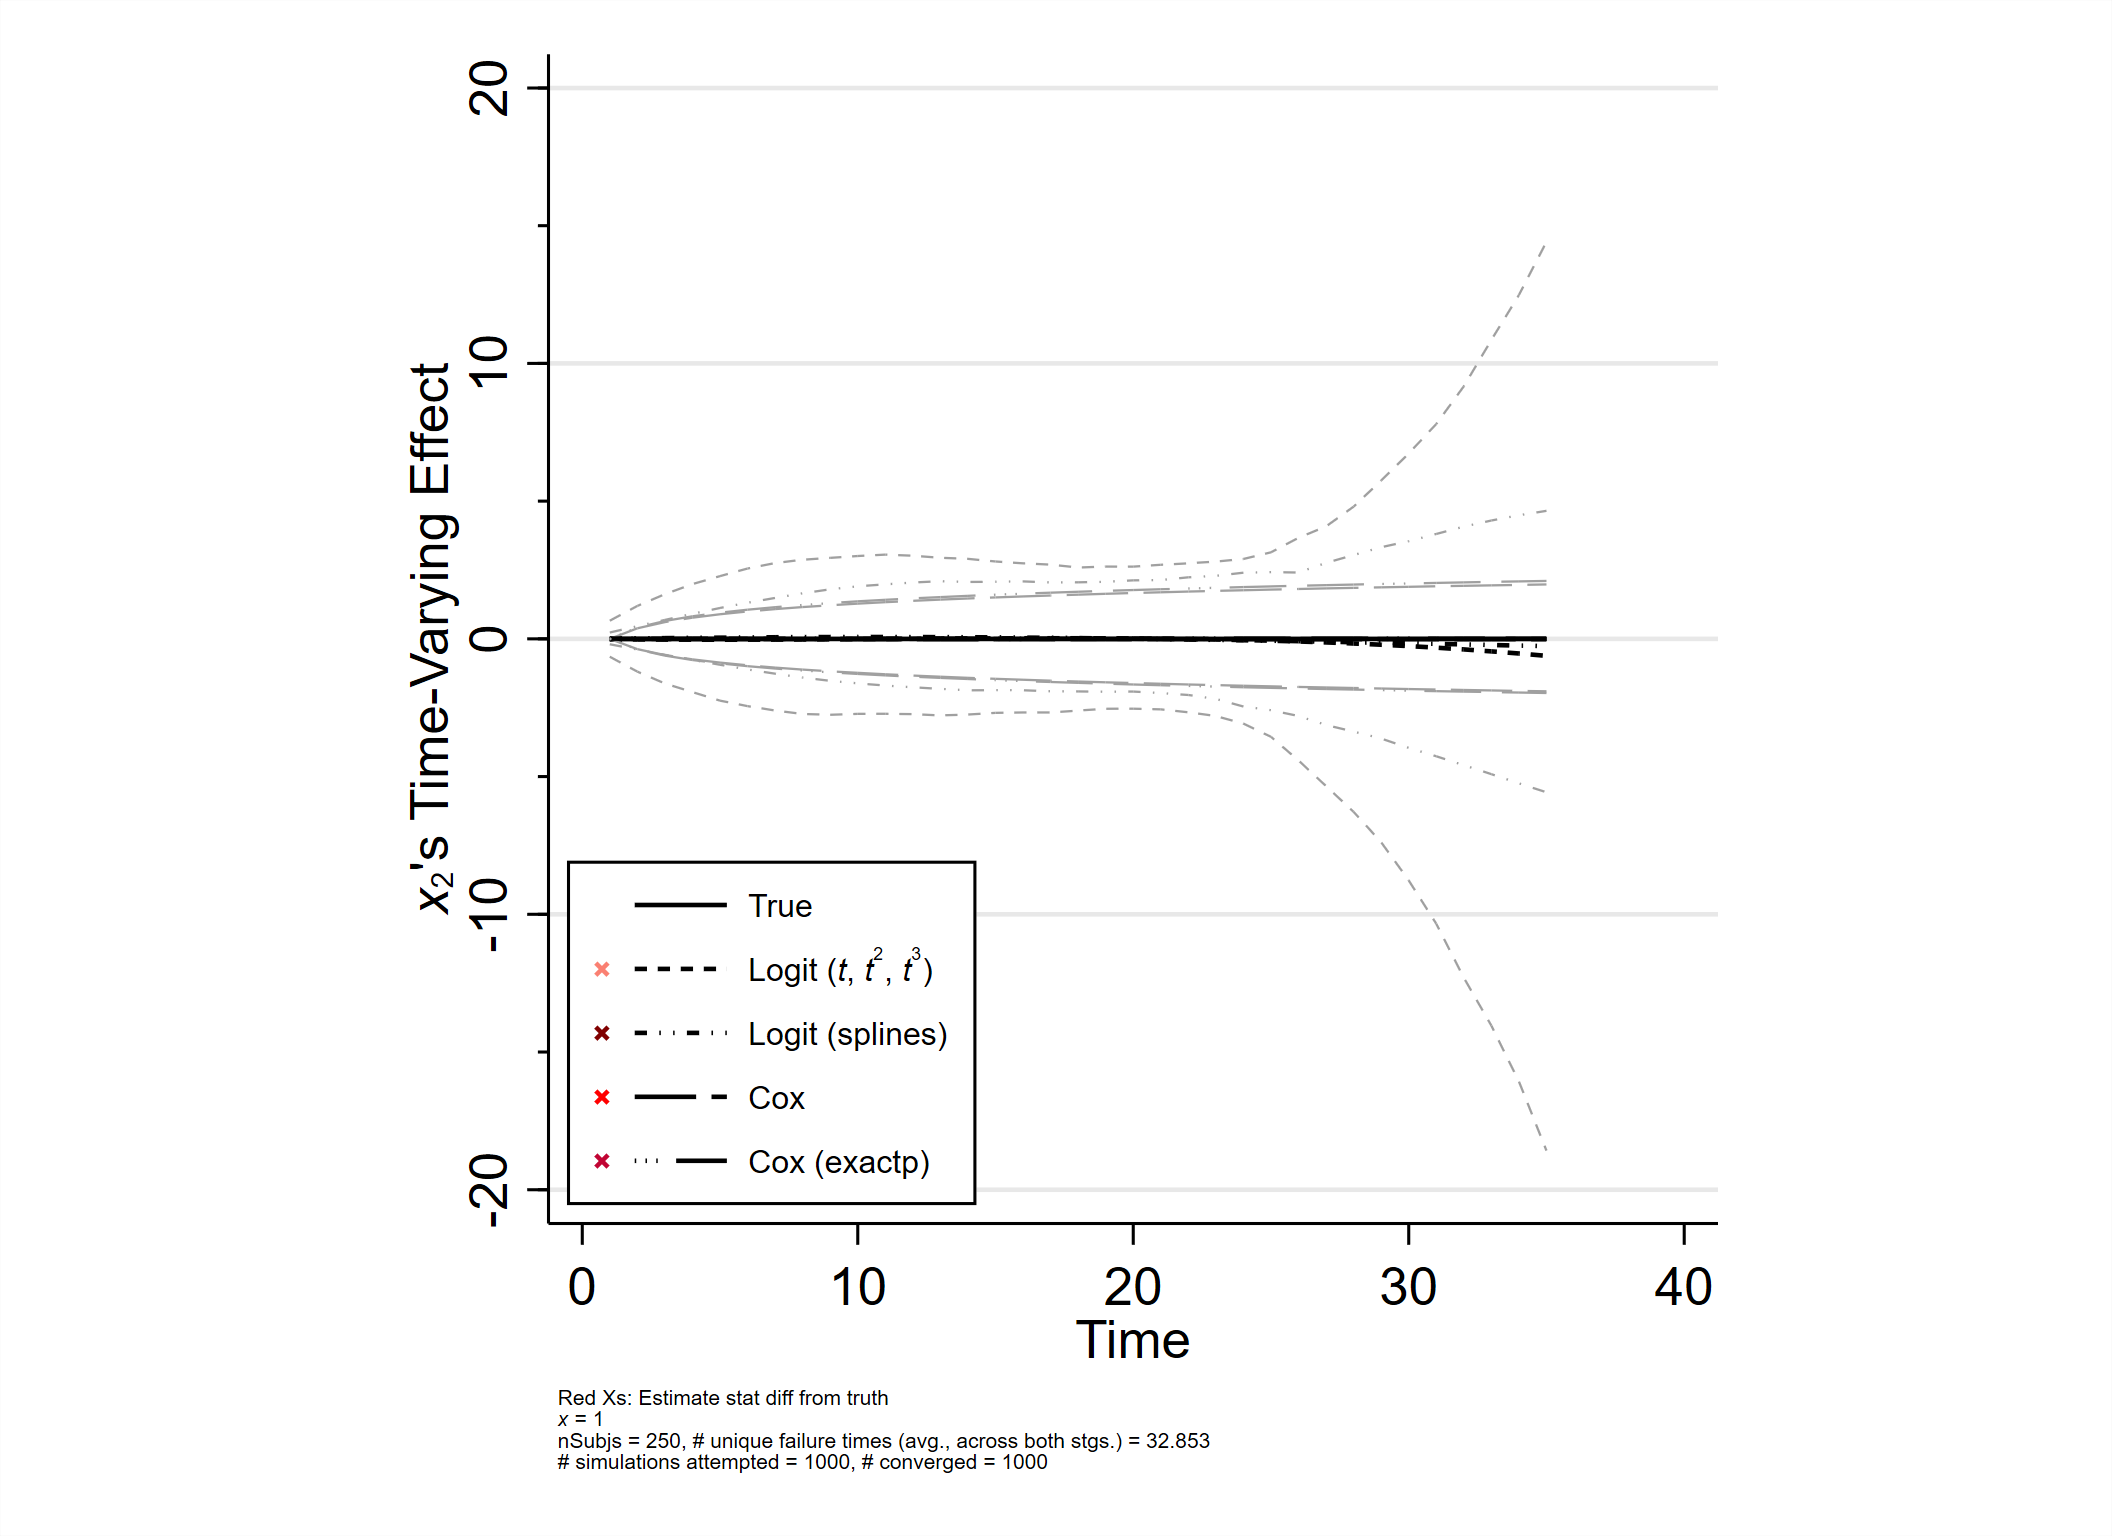 20
10
0
-10
-20
x₂'s Time-Varying Effect
True
Logit (t, t², t³)
Logit (splines)
Cox
Cox (exactp)
0 10 20 30 40
Time
Red Xs: Estimate stat diff from truth
x = 1
nSubjs = 250, # unique failure times (avg., across both stgs.) = 32.853
# simulations attempted = 1000, # converged = 1000